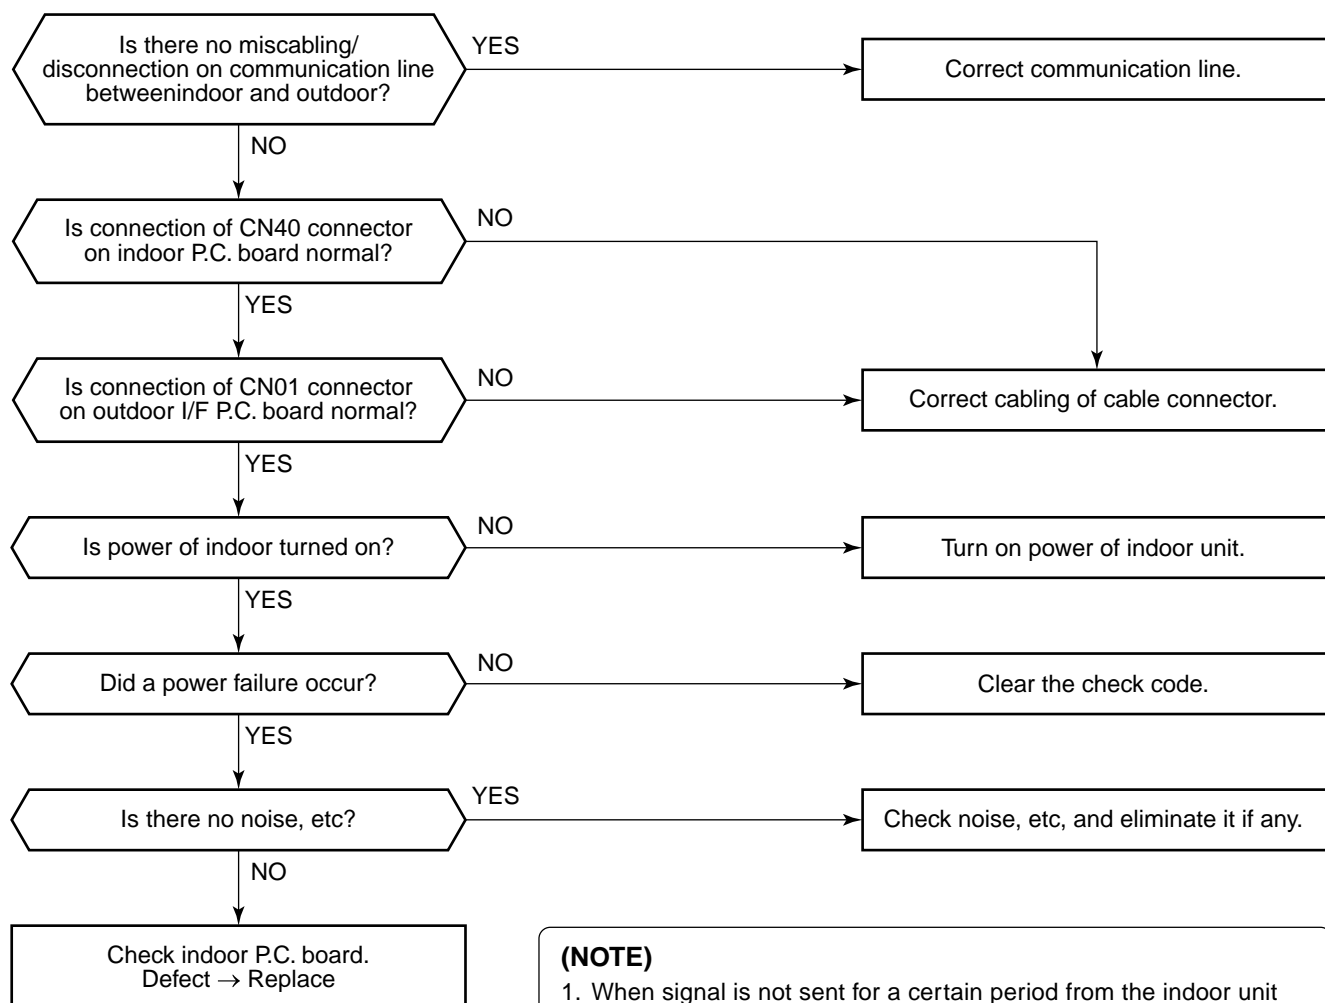 Is there no miscabling/
disconnection on communication line
betweenindoor and outdoor?
YES
Correct communication line.
NO
Is connection of CN40 connector
on indoor P.C. board normal?
NO
YES
Is connection of CN01 connector
on outdoor I/F P.C. board normal?
NO
Correct cabling of cable connector.
YES
Is power of indoor turned on?
NO
Turn on power of indoor unit.
YES
Did a power failure occur?
NO
Clear the check code.
YES
Is there no noise, etc?
YES
Check noise, etc, and eliminate it if any.
NO
Check indoor P.C. board.
Defect → Replace
(NOTE)
1. When signal is not sent for a certain period from the indoor unit